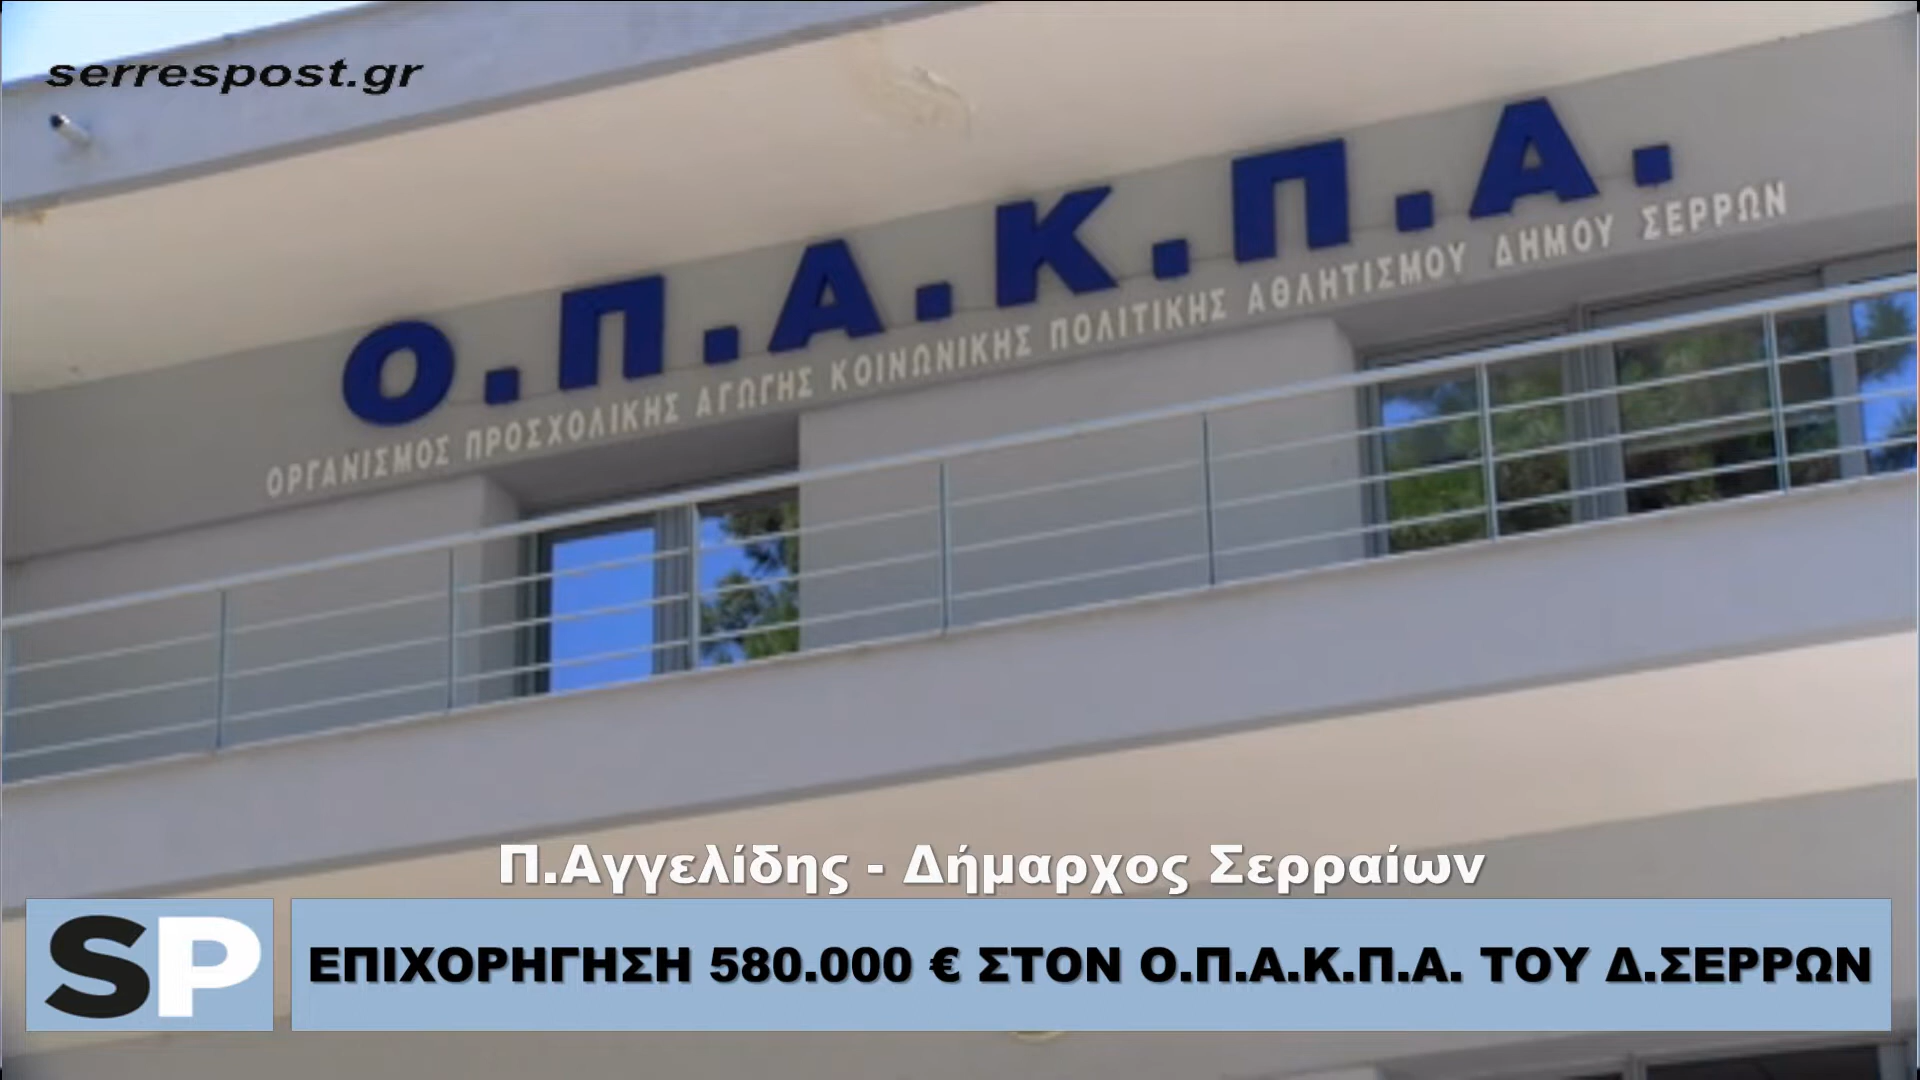 serrespost.gr
Ο.Π.Α.Κ.Π.Α.
ΟΡΓΑΝΙΣΜΟΣ ΠΡΟΣΧΟΛΙΚΗΣ ΑΓΩΓΗΣ ΚΟΙΝΩΝΙΚΗΣ ΠΟΛΙΤΙΚΗΣ ΑΘΛΗΤΙΣΜΟΥ ΔΗΜΟΥ ΣΕΡΡΩΝ
Π.Αγγελίδης - Δήμαρχος Σερραίων
SP
ΕΠΙΧΟΡΗΓΗΣΗ 580.000 € ΣΤΟΝ Ο.Π.Α.Κ.Π.Α. ΤΟΥ Δ.ΣΕΡΡΩΝ